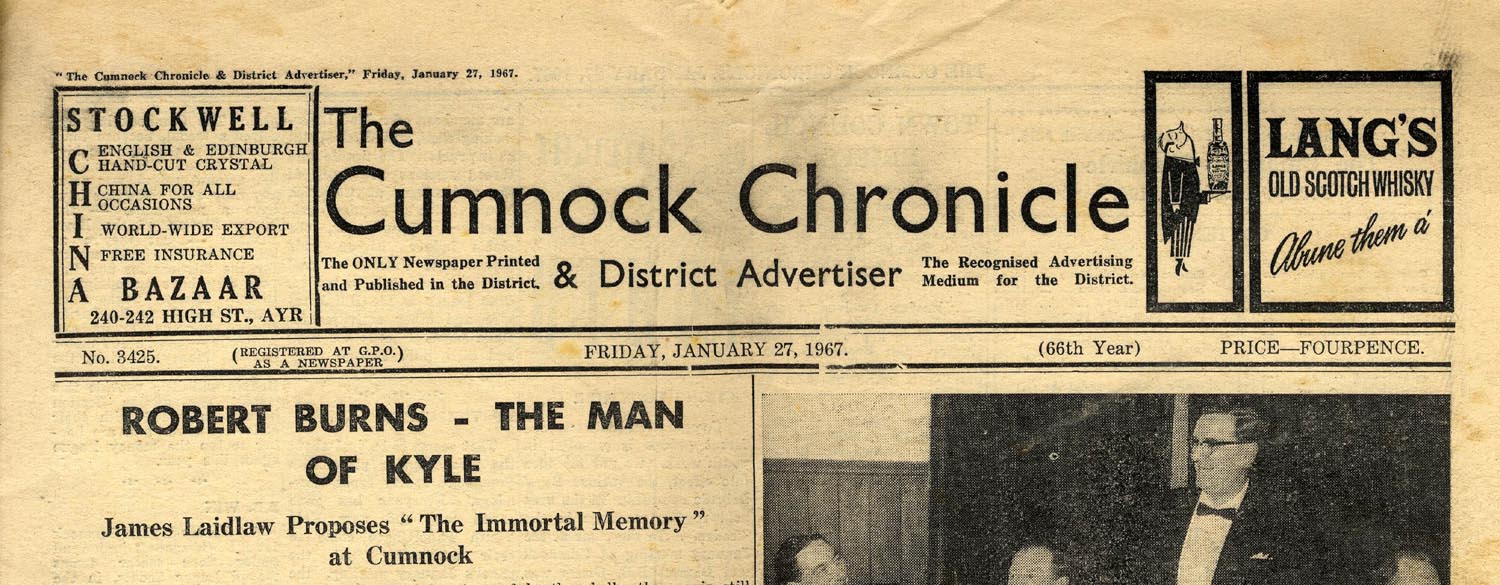 "The Cumnock Chronicle & District Advertiser," Friday, January 27, 1967.
STOCKWELL
CHINA
ENGLISH & EDINBURGH
HAND-CUT CRYSTAL
CHINA FOR ALL
OCCASIONS
WORLD-WIDE EXPORT
FREE INSURANCE
BAZAAR
240-242 HIGH ST., AYR
The
Cumnock Chronicle
The ONLY Newspaper Printed
and Published in the District.
& District Advertiser
The Recognised Advertising
Medium for the District.
LANG'S
OLD SCOTCH WHISKY
Abune them a'
No. 3425.
(REGISTERED AT G.P.O.)
AS A NEWSPAPER
FRIDAY, JANUARY 27, 1967.
(66th Year)
PRICE—FOURPENCE.
ROBERT BURNS - THE MAN
OF KYLE
James Laidlaw Proposes "The Immortal Memory"
at Cumnock